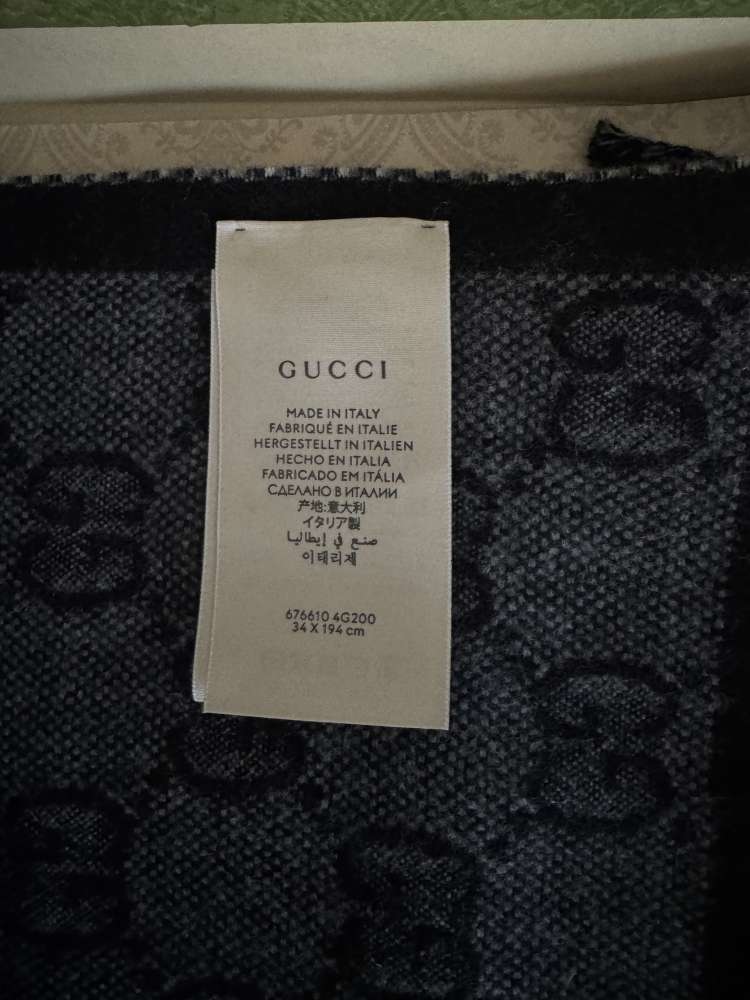 GUCCI
MADE IN ITALY
FABRIQUÉ EN ITALIE
HERGESTELLT IN ITALIEN
HECHO EN ITALIA
FABRICADO EM ITÁLIA
СДЕЛАНО В ИТАЛИИ
产地:意大利
イタリア製
صنع في إيطاليا
이태리제
676610 4G200
34 X 194 cm